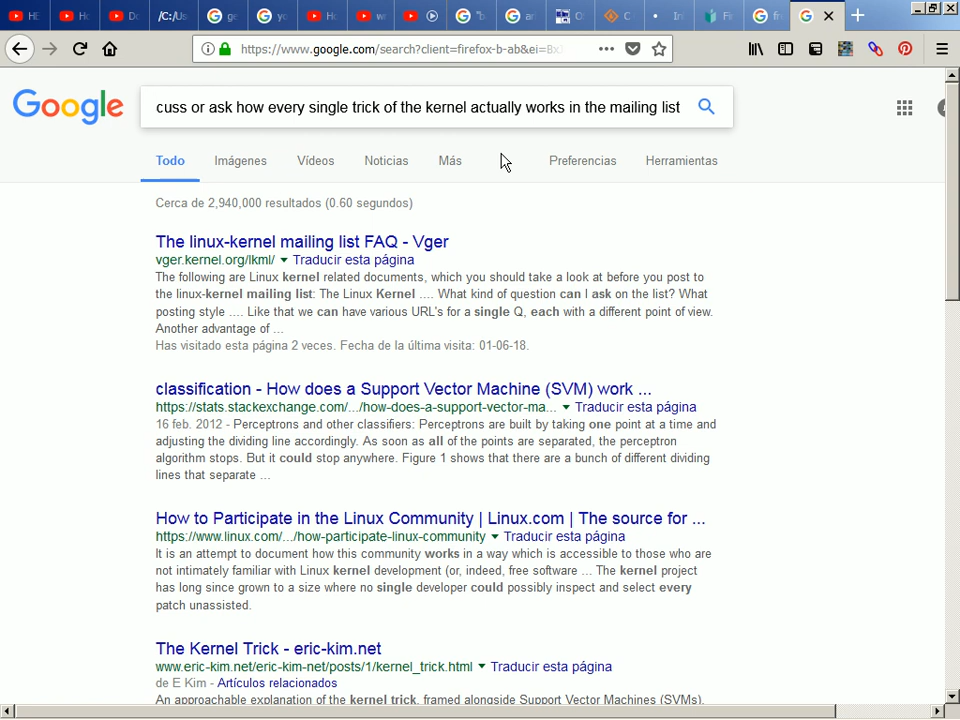 HE
Ho
Do
/C:/Us
ge
yo
Ho
wo
"b
ar
C
In
Fi
fr
https://www.google.com/search?client=firefox-b-ab&ei=Bx
Google
cuss or ask how every single trick of the kernel actually works in the mailing list
Todo Imágenes Vídeos Noticias Más Preferencias Herramientas
Cerca de 2,940,000 resultados (0.60 segundos)
The linux-kernel mailing list FAQ - Vger
vger.kernel.org/lkml/ Traducir esta página
The following are Linux kernel related documents, which you should take a look at before you post to
the linux-kernel mailing list: The Linux Kernel .... What kind of question can I ask on the list? What
posting style .... Like that we can have various URL's for a single Q, each with a different point of view.
Another advantage of ...
Has visitado esta página 2 veces. Fecha de la última visita: 01-06-18.
classification - How does a Support Vector Machine (SVM) work ...
https://stats.stackexchange.com/.../how-does-a-support-vector-ma... Traducir esta página
16 feb. 2012 - Perceptrons and other classifiers: Perceptrons are built by taking one point at a time and
adjusting the dividing line accordingly. As soon as all of the points are separated, the perceptron
algorithm stops. But it could stop anywhere. Figure 1 shows that there are a bunch of different dividing
lines that separate ...
How to Participate in the Linux Community | Linux.com | The source for ...
https://www.linux.com/.../how-participate-linux-community Traducir esta página
It is an attempt to document how this community works in a way which is accessible to those who are
not intimately familiar with Linux kernel development (or, indeed, free software ... The kernel project
has long since grown to a size where no single developer could possibly inspect and select every
patch unassisted.
The Kernel Trick - eric-kim.net
www.eric-kim.net/eric-kim-net/posts/1/kernel_trick.html Traducir esta página
de E Kim - Artículos relacionados
An approachable explanation of the kernel trick, framed alongside Support Vector Machines (SVMs).